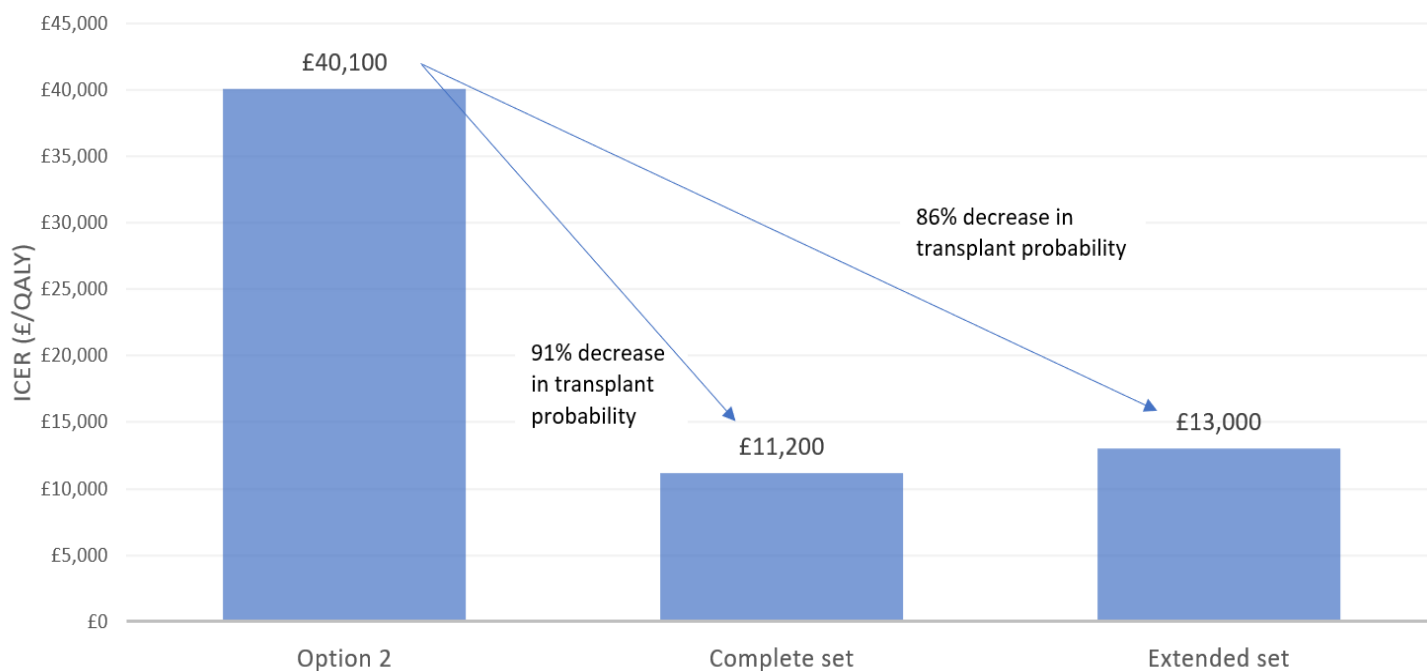 £45,000
£40,000
£35,000
£30,000
£25,000
£20,000
£15,000
£10,000
£5,000
£0
ICER (£/QALY)
£40,100
86% decrease in
transplant probability
91% decrease
in transplant
probability
£11,200
£13,000
Option 2
Complete set
Extended set